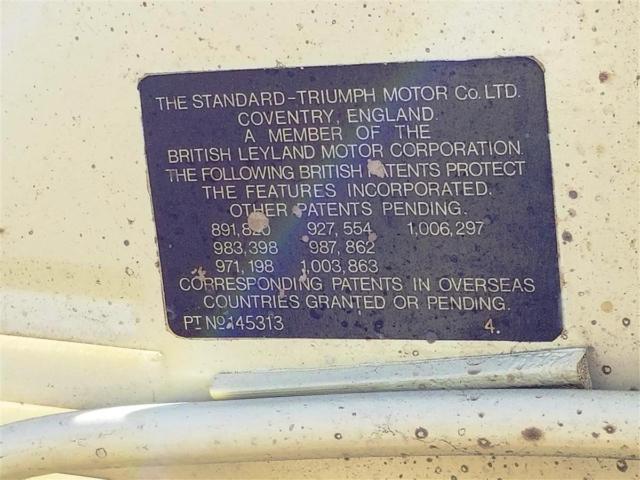 THE STANDARD-TRIUMPH MOTOR Co. LTD.
COVENTRY, ENGLAND.
A MEMBER OF THE
BRITISH LEYLAND MOTOR CORPORATION.
THE FOLLOWING BRITISH PATENTS PROTECT
THE FEATURES INCORPORATED.
OTHER PATENTS PENDING.
891,820 927,554 1,006,297
983,398 987,862
971,198 1,003,863
CORRESPONDING PATENTS IN OVERSEAS
COUNTRIES GRANTED OR PENDING.
PT Nº 145313 4.